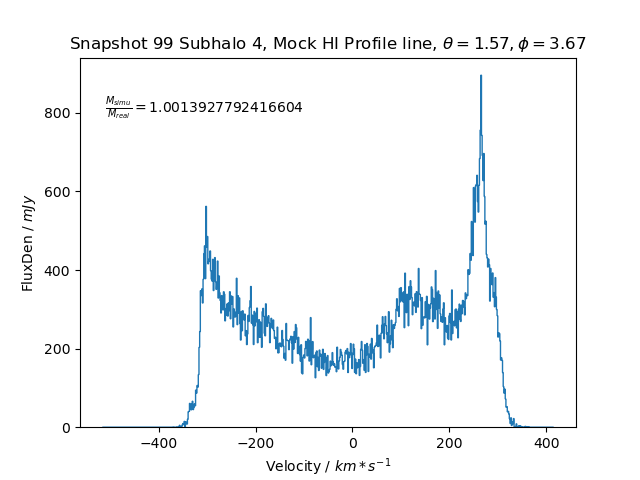 Snapshot 99 Subhalo 4, Mock HI Profile line, θ = 1.57, ϕ = 3.67
M_simu/M_real = 1.0013927792416604
FluxDen / mJy
800
600
400
200
0
−400 −200 0 200 400
Velocity / km * s⁻¹